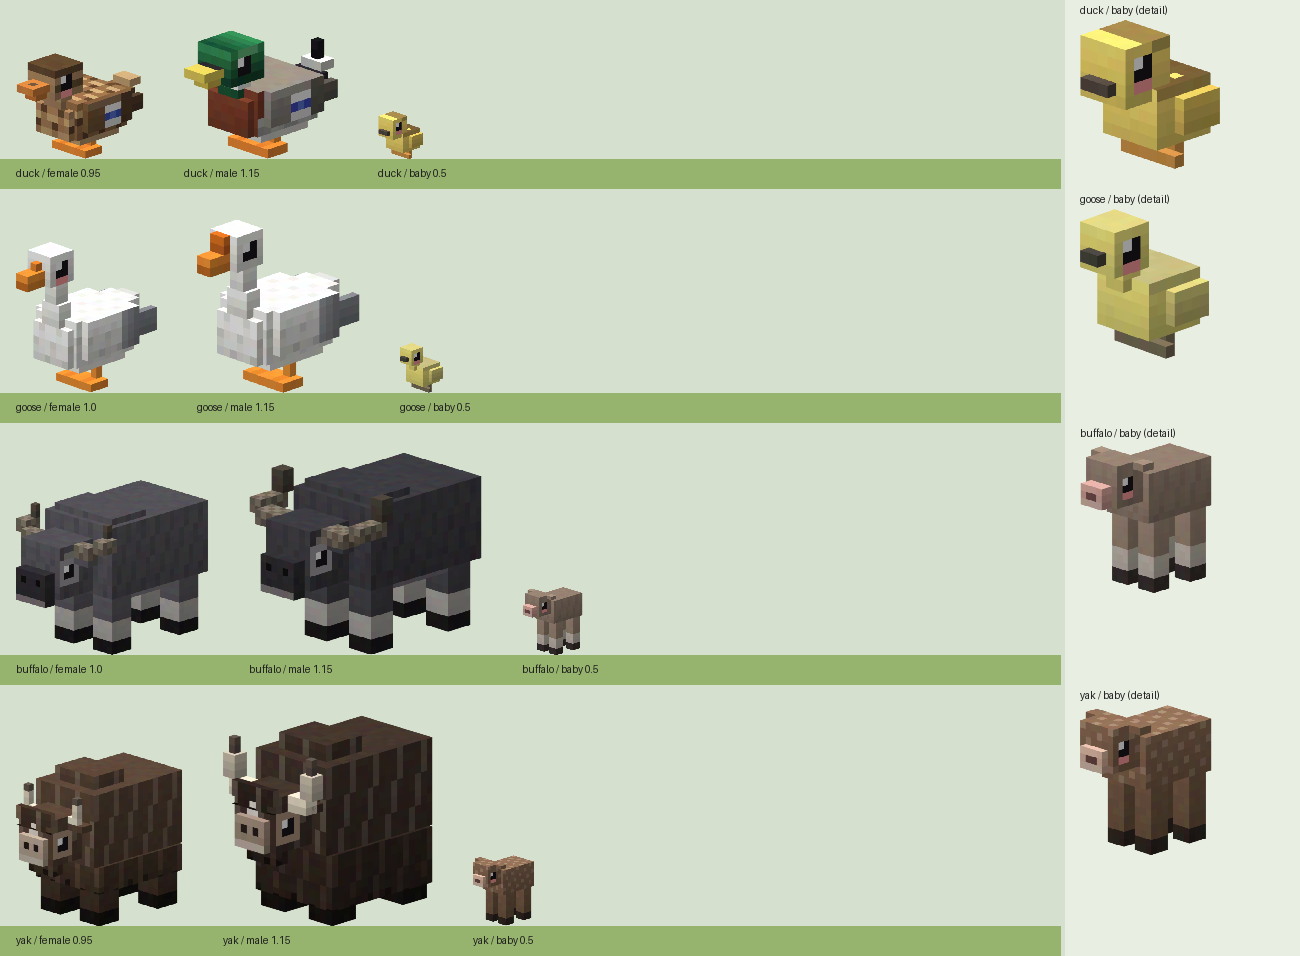 duck / baby (detail)
duck / female 0.95
duck / male 1.15
duck / baby 0.5
goose / baby (detail)
goose / female 1.0
goose / male 1.15
goose / baby 0.5
buffalo / baby (detail)
buffalo / female 1.0
buffalo / male 1.15
buffalo / baby 0.5
yak / baby (detail)
yak / female 0.95
yak / male 1.15
yak / baby 0.5